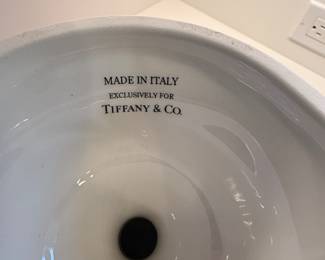 MADE IN ITALY
EXCLUSIVELY FOR
TIFFANY & CO.